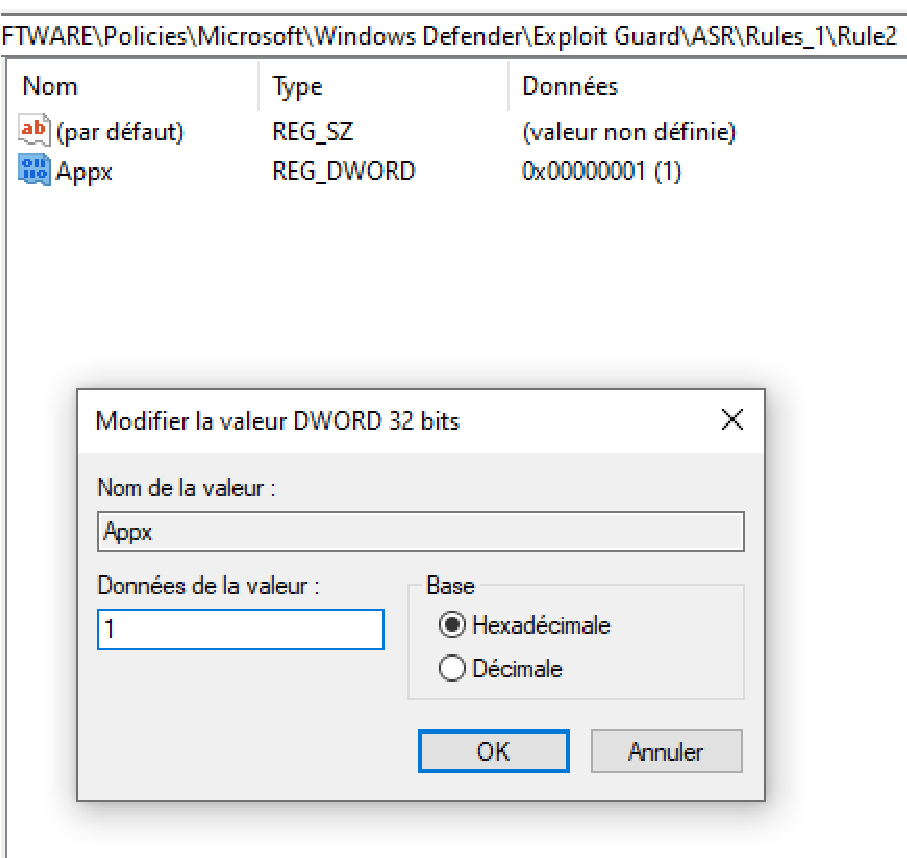 FTWARE\Policies\Microsoft\Windows Defender\Exploit Guard\ASR\Rules_1\Rule2
Nom Type Données
(par défaut) REG_SZ (valeur non définie)
Appx REG_DWORD 0x00000001 (1)
Modifier la valeur DWORD 32 bits
Nom de la valeur :
Appx
Données de la valeur :
1
Base
Hexadécimale
Décimale
OK Annuler